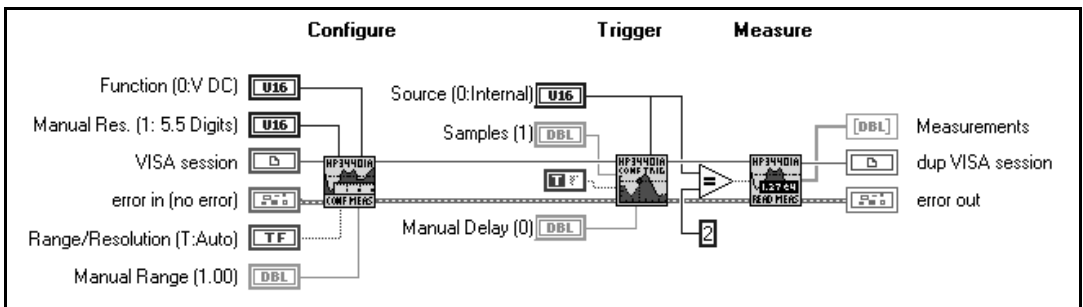 Configure Trigger Measure
Function (0:V DC) U16
Source (0:Internal) U16
Manual Res. (1: 5.5 Digits) U16
Samples (1) DBL
[DBL] Measurements
VISA session
HP34401A
CONF MEAS
HP34401A
CONF TRIG
HP34401A
1.2764
READ MEAS
dup VISA session
T F
=
error in (no error)
error out
Range/Resolution (T:Auto) TF
Manual Delay (0) DBL
2
Manual Range (1.00) DBL